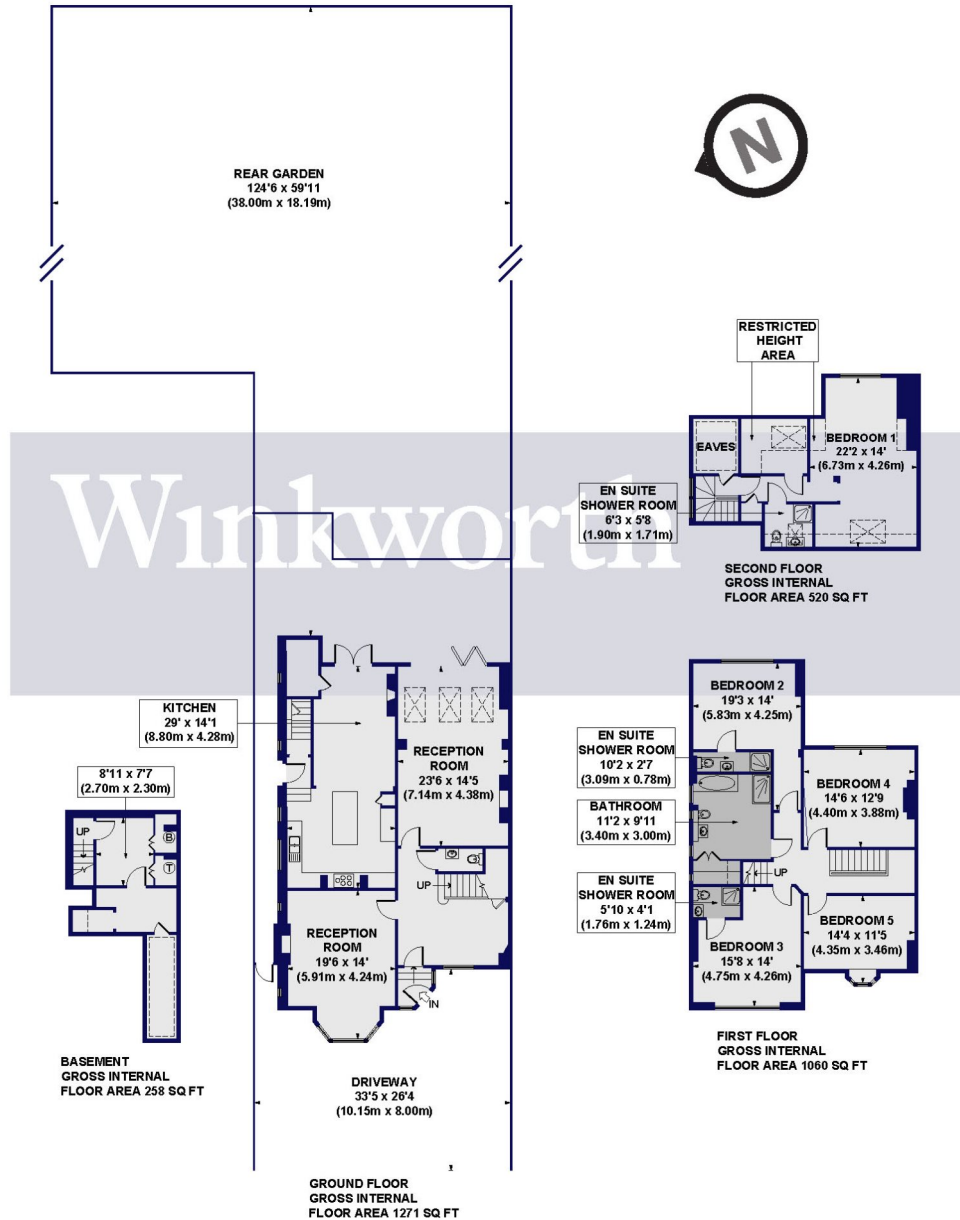 REAR GARDEN
124'6 x 59'11
(38.00m x 18.19m)
N
Winkworth
RESTRICTED
HEIGHT
AREA
EAVES
BEDROOM 1
22'2 x 14'
(6.73m x 4.26m)
EN SUITE
SHOWER ROOM
6'3 x 5'8
(1.90m x 1.71m)
SECOND FLOOR
GROSS INTERNAL
FLOOR AREA 520 SQ FT
KITCHEN
29' x 14'1
(8.80m x 4.28m)
RECEPTION
ROOM
23'6 x 14'5
(7.14m x 4.38m)
UP
RECEPTION
ROOM
19'6 x 14'
(5.91m x 4.24m)
IN
DRIVEWAY
33'5 x 26'4
(10.15m x 8.00m)
GROUND FLOOR
GROSS INTERNAL
FLOOR AREA 1271 SQ FT
8'11 x 7'7
(2.70m x 2.30m)
UP
B
T
BASEMENT
GROSS INTERNAL
FLOOR AREA 258 SQ FT
BEDROOM 2
19'3 x 14'
(5.83m x 4.25m)
EN SUITE
SHOWER ROOM
10'2 x 2'7
(3.09m x 0.78m)
BATHROOM
11'2 x 9'11
(3.40m x 3.00m)
BEDROOM 4
14'6 x 12'9
(4.40m x 3.88m)
UP
EN SUITE
SHOWER ROOM
5'10 x 4'1
(1.76m x 1.24m)
BEDROOM 3
15'8 x 14'
(4.75m x 4.26m)
BEDROOM 5
14'4 x 11'5
(4.35m x 3.46m)
FIRST FLOOR
GROSS INTERNAL
FLOOR AREA 1060 SQ FT